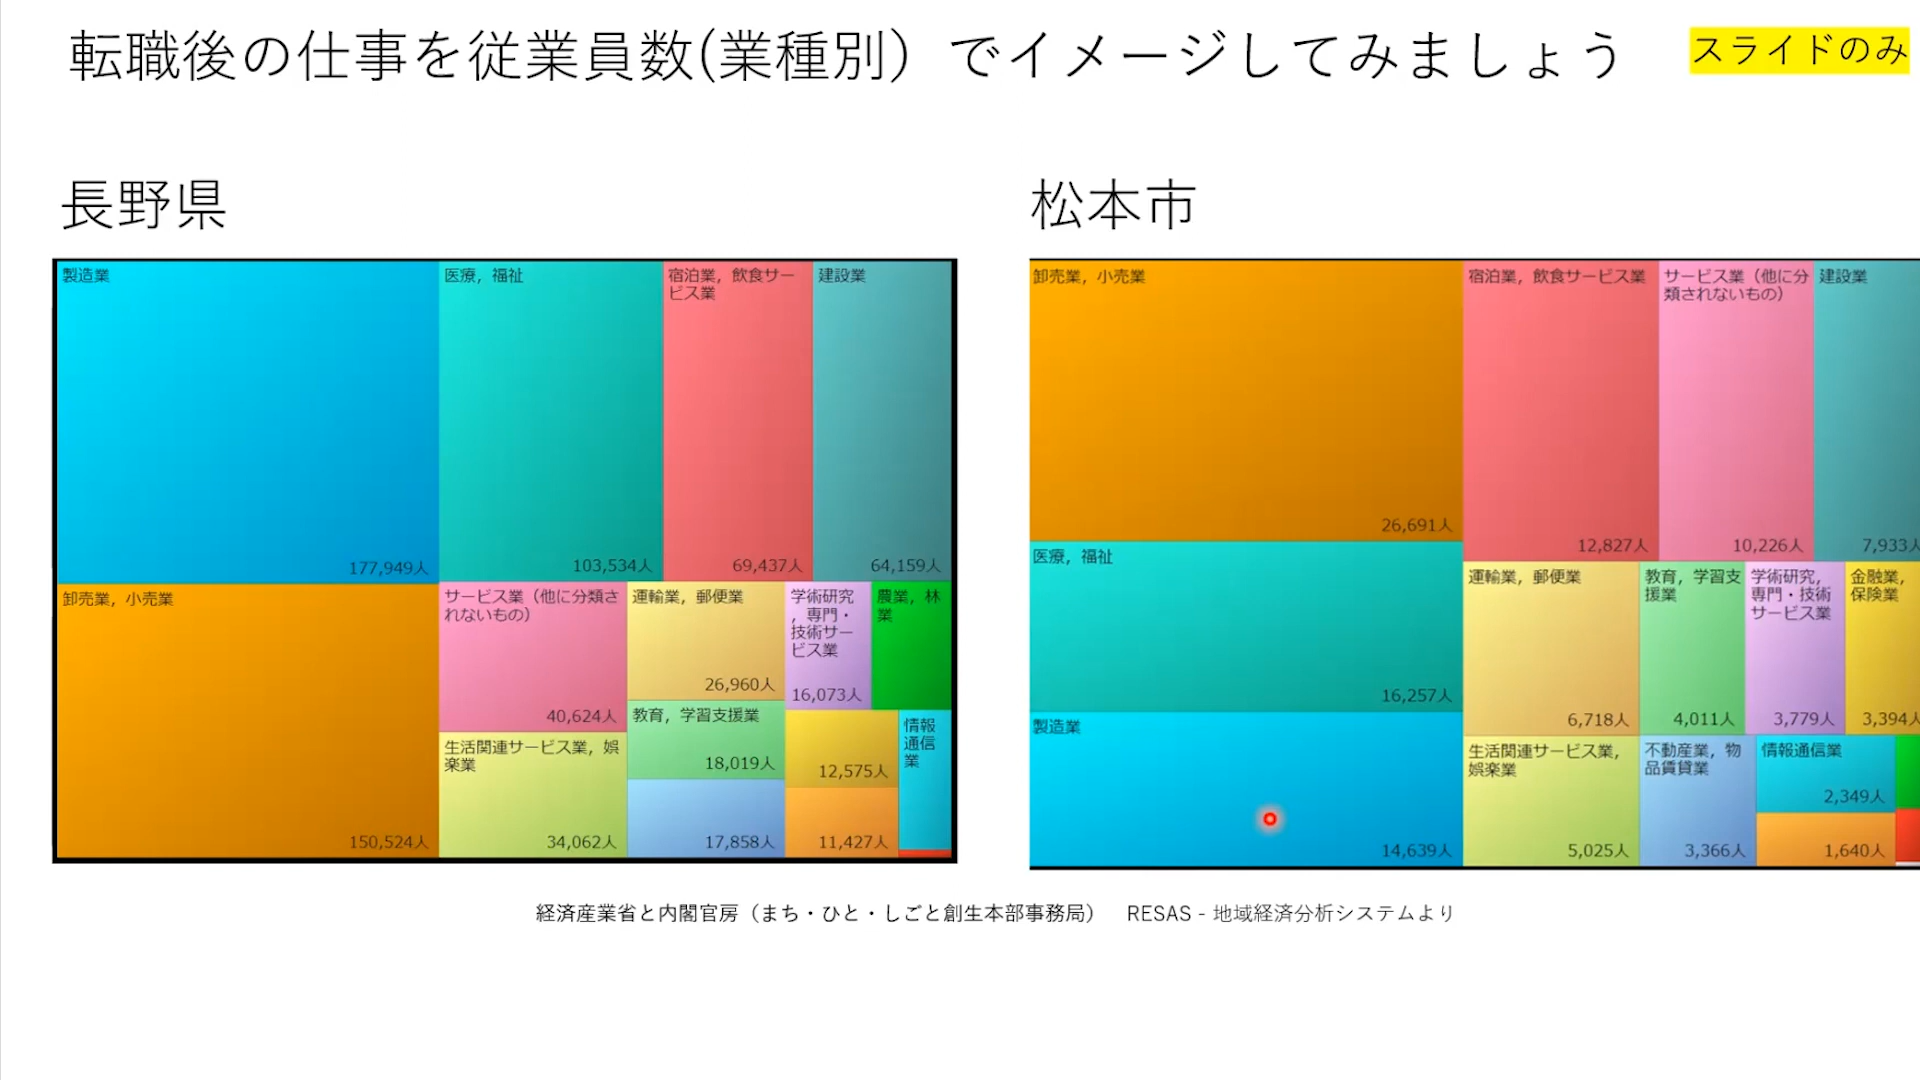 転職後の仕事を従業員数(業種別）でイメージしてみましょう
スライドのみ
長野県
製造業
177,949人
医療，福祉
103,534人
宿泊業，飲食サー
ビス業
69,437人
建設業
64,159人
卸売業，小売業
150,524人
サービス業（他に分類さ
れないもの）
40,624人
生活関連サービス業，娯
楽業
34,062人
運輸業，郵便業
26,960人
教育，学習支援業
18,019人
17,858人
学術研究
，専門・
技術サー
ビス業
16,073人
農業，林
業
12,575人
11,427人
情報
通信
業
松本市
卸売業，小売業
26,691人
医療，福祉
16,257人
製造業
14,639人
宿泊業，飲食サービス業
12,827人
サービス業（他に分
類されないもの）
10,226人
建設業
7,933人
運輸業，郵便業
6,718人
教育，学習支
援業
4,011人
学術研究，
専門・技術
サービス業
3,779人
金融業，
保険業
3,394人
生活関連サービス業，
娯楽業
5,025人
不動産業，物
品賃貸業
3,366人
情報通信業
2,349人
1,640人
経済産業省と内閣官房（まち・ひと・しごと創生本部事務局）　RESAS - 地域経済分析システムより